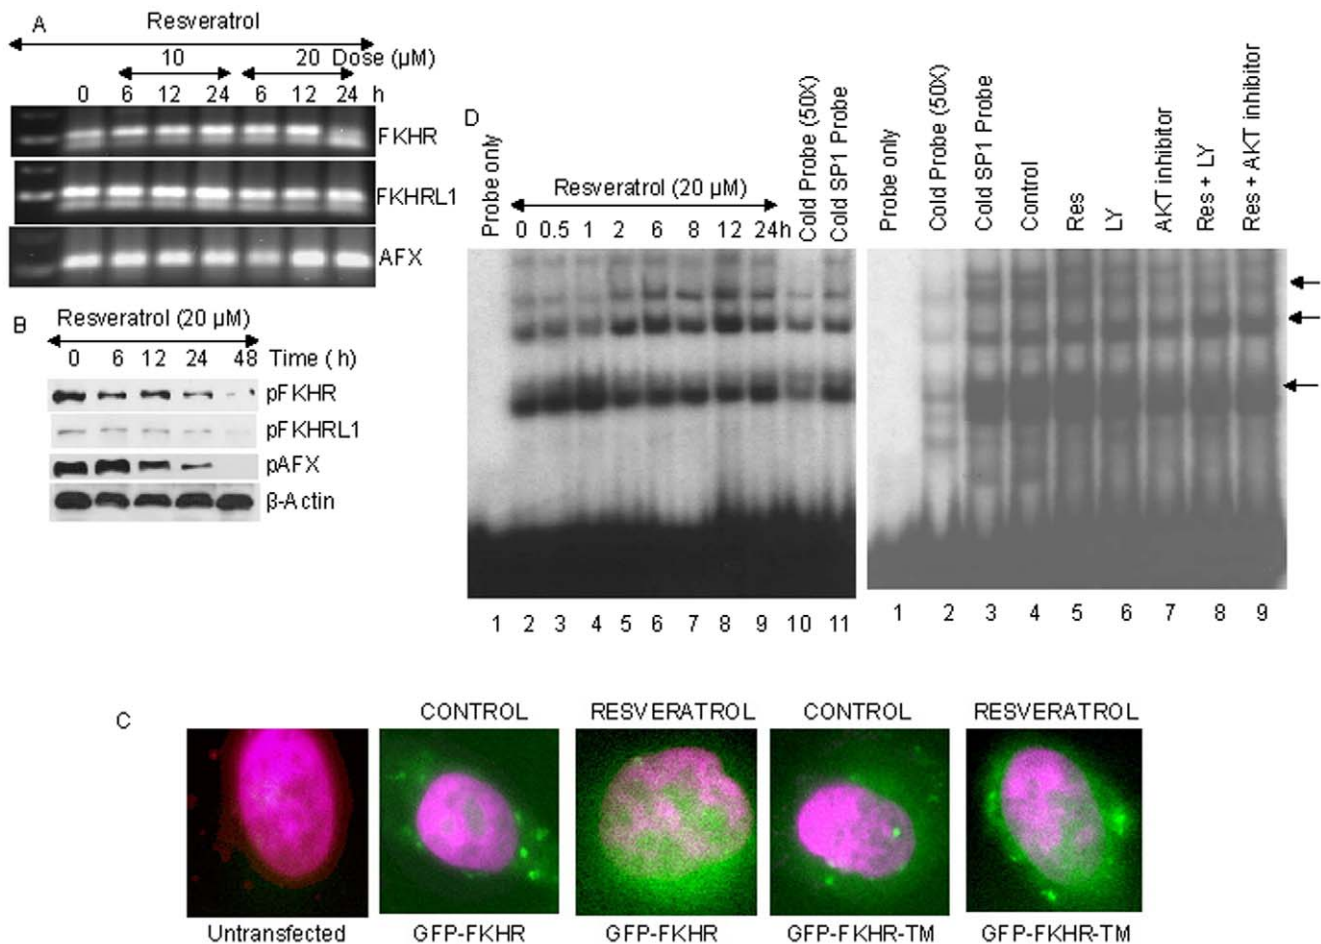 A
Resveratrol
10 20 Dose (µM)
0 6 12 24 6 12 24 h
FKHR
FKHRL1
AFX
B
Resveratrol (20 µM)
0 6 12 24 48 Time ( h)
pFKHR
pFKHRL1
pAFX
β-Actin
D
Probe only
Resveratrol (20 µM)
0 0.5 1 2 6 8 12 24h
Cold Probe (50X)
Cold SP1 Probe
1 2 3 4 5 6 7 8 9 10 11
Probe only
Cold Probe (50X)
Cold SP1 Probe
Control
Res
LY
AKT inhibitor
Res + LY
Res + AKT inhibitor
1 2 3 4 5 6 7 8 9
C
CONTROL RESVERATROL CONTROL RESVERATROL
Untransfected GFP-FKHR GFP-FKHR GFP-FKHR-TM GFP-FKHR-TM